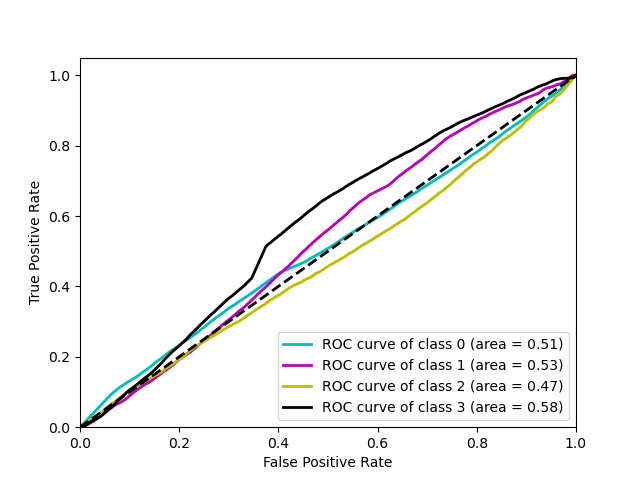 1.0
0.8
0.6
0.4
0.2
0.0
True Positive Rate
ROC curve of class 0 (area = 0.51)
ROC curve of class 1 (area = 0.53)
ROC curve of class 2 (area = 0.47)
ROC curve of class 3 (area = 0.58)
0.0 0.2 0.4 0.6 0.8 1.0
False Positive Rate